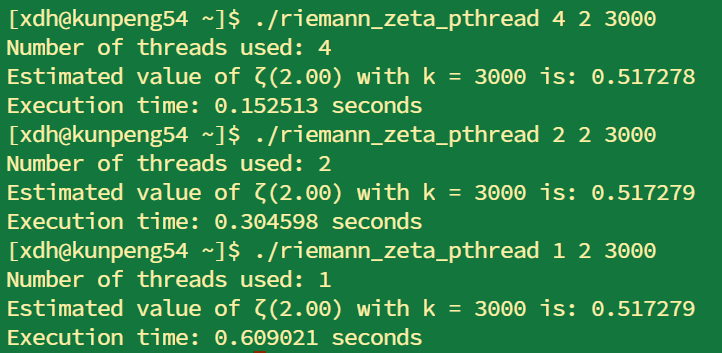 [xdh@kunpeng54 ~]$ ./riemann_zeta_pthread 4 2 3000
Number of threads used: 4
Estimated value of ζ(2.00) with k = 3000 is: 0.517278
Execution time: 0.152513 seconds
[xdh@kunpeng54 ~]$ ./riemann_zeta_pthread 2 2 3000
Number of threads used: 2
Estimated value of ζ(2.00) with k = 3000 is: 0.517279
Execution time: 0.304598 seconds
[xdh@kunpeng54 ~]$ ./riemann_zeta_pthread 1 2 3000
Number of threads used: 1
Estimated value of ζ(2.00) with k = 3000 is: 0.517279
Execution time: 0.609021 seconds